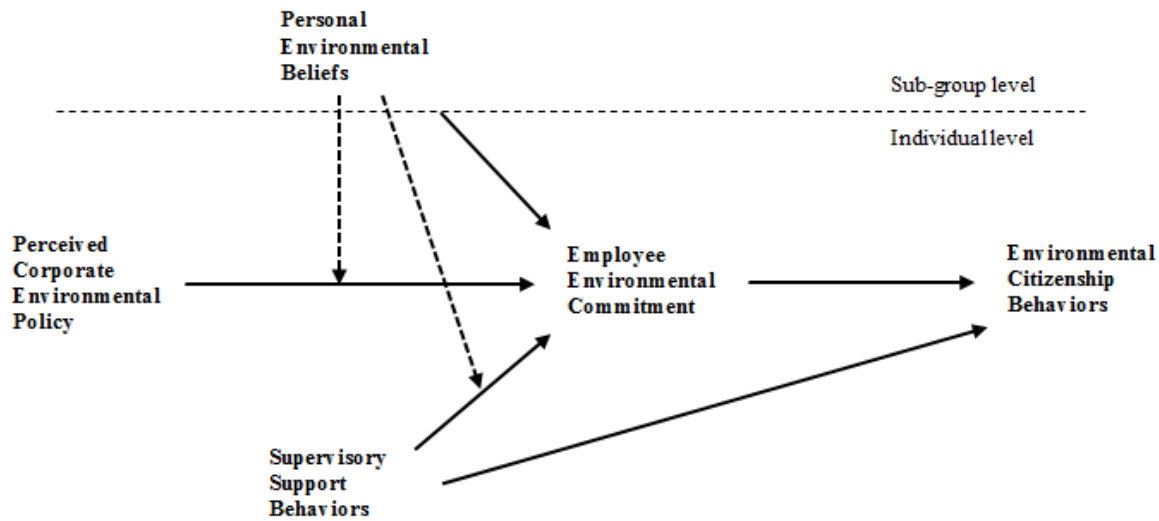 Personal
Environmental
Beliefs
Sub-group level
Individual level
Perceived
Corporate
Environmental
Policy
Employee
Environmental
Commitment
Environmental
Citizenship
Behaviors
Supervisory
Support
Behaviors